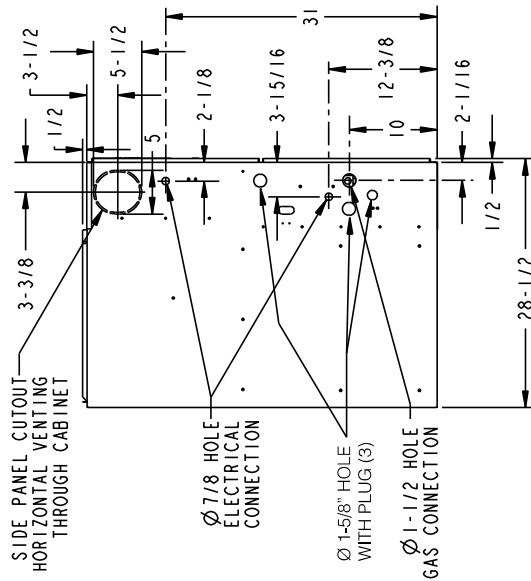 SIDE PANEL CUTOUT
HORIZONTAL VENTING
THROUGH CABINET
Ø 7/8 HOLE
ELECTRICAL
CONNECTION
Ø 1-5/8" HOLE
WITH PLUG (3)
Ø 1-1/2 HOLE
GAS CONNECTION
3-3/8
1/2
3-1/2
5-1/2
5
2-1/8
3-15/16
31
12-3/8
10
2-1/16
1/2
28-1/2